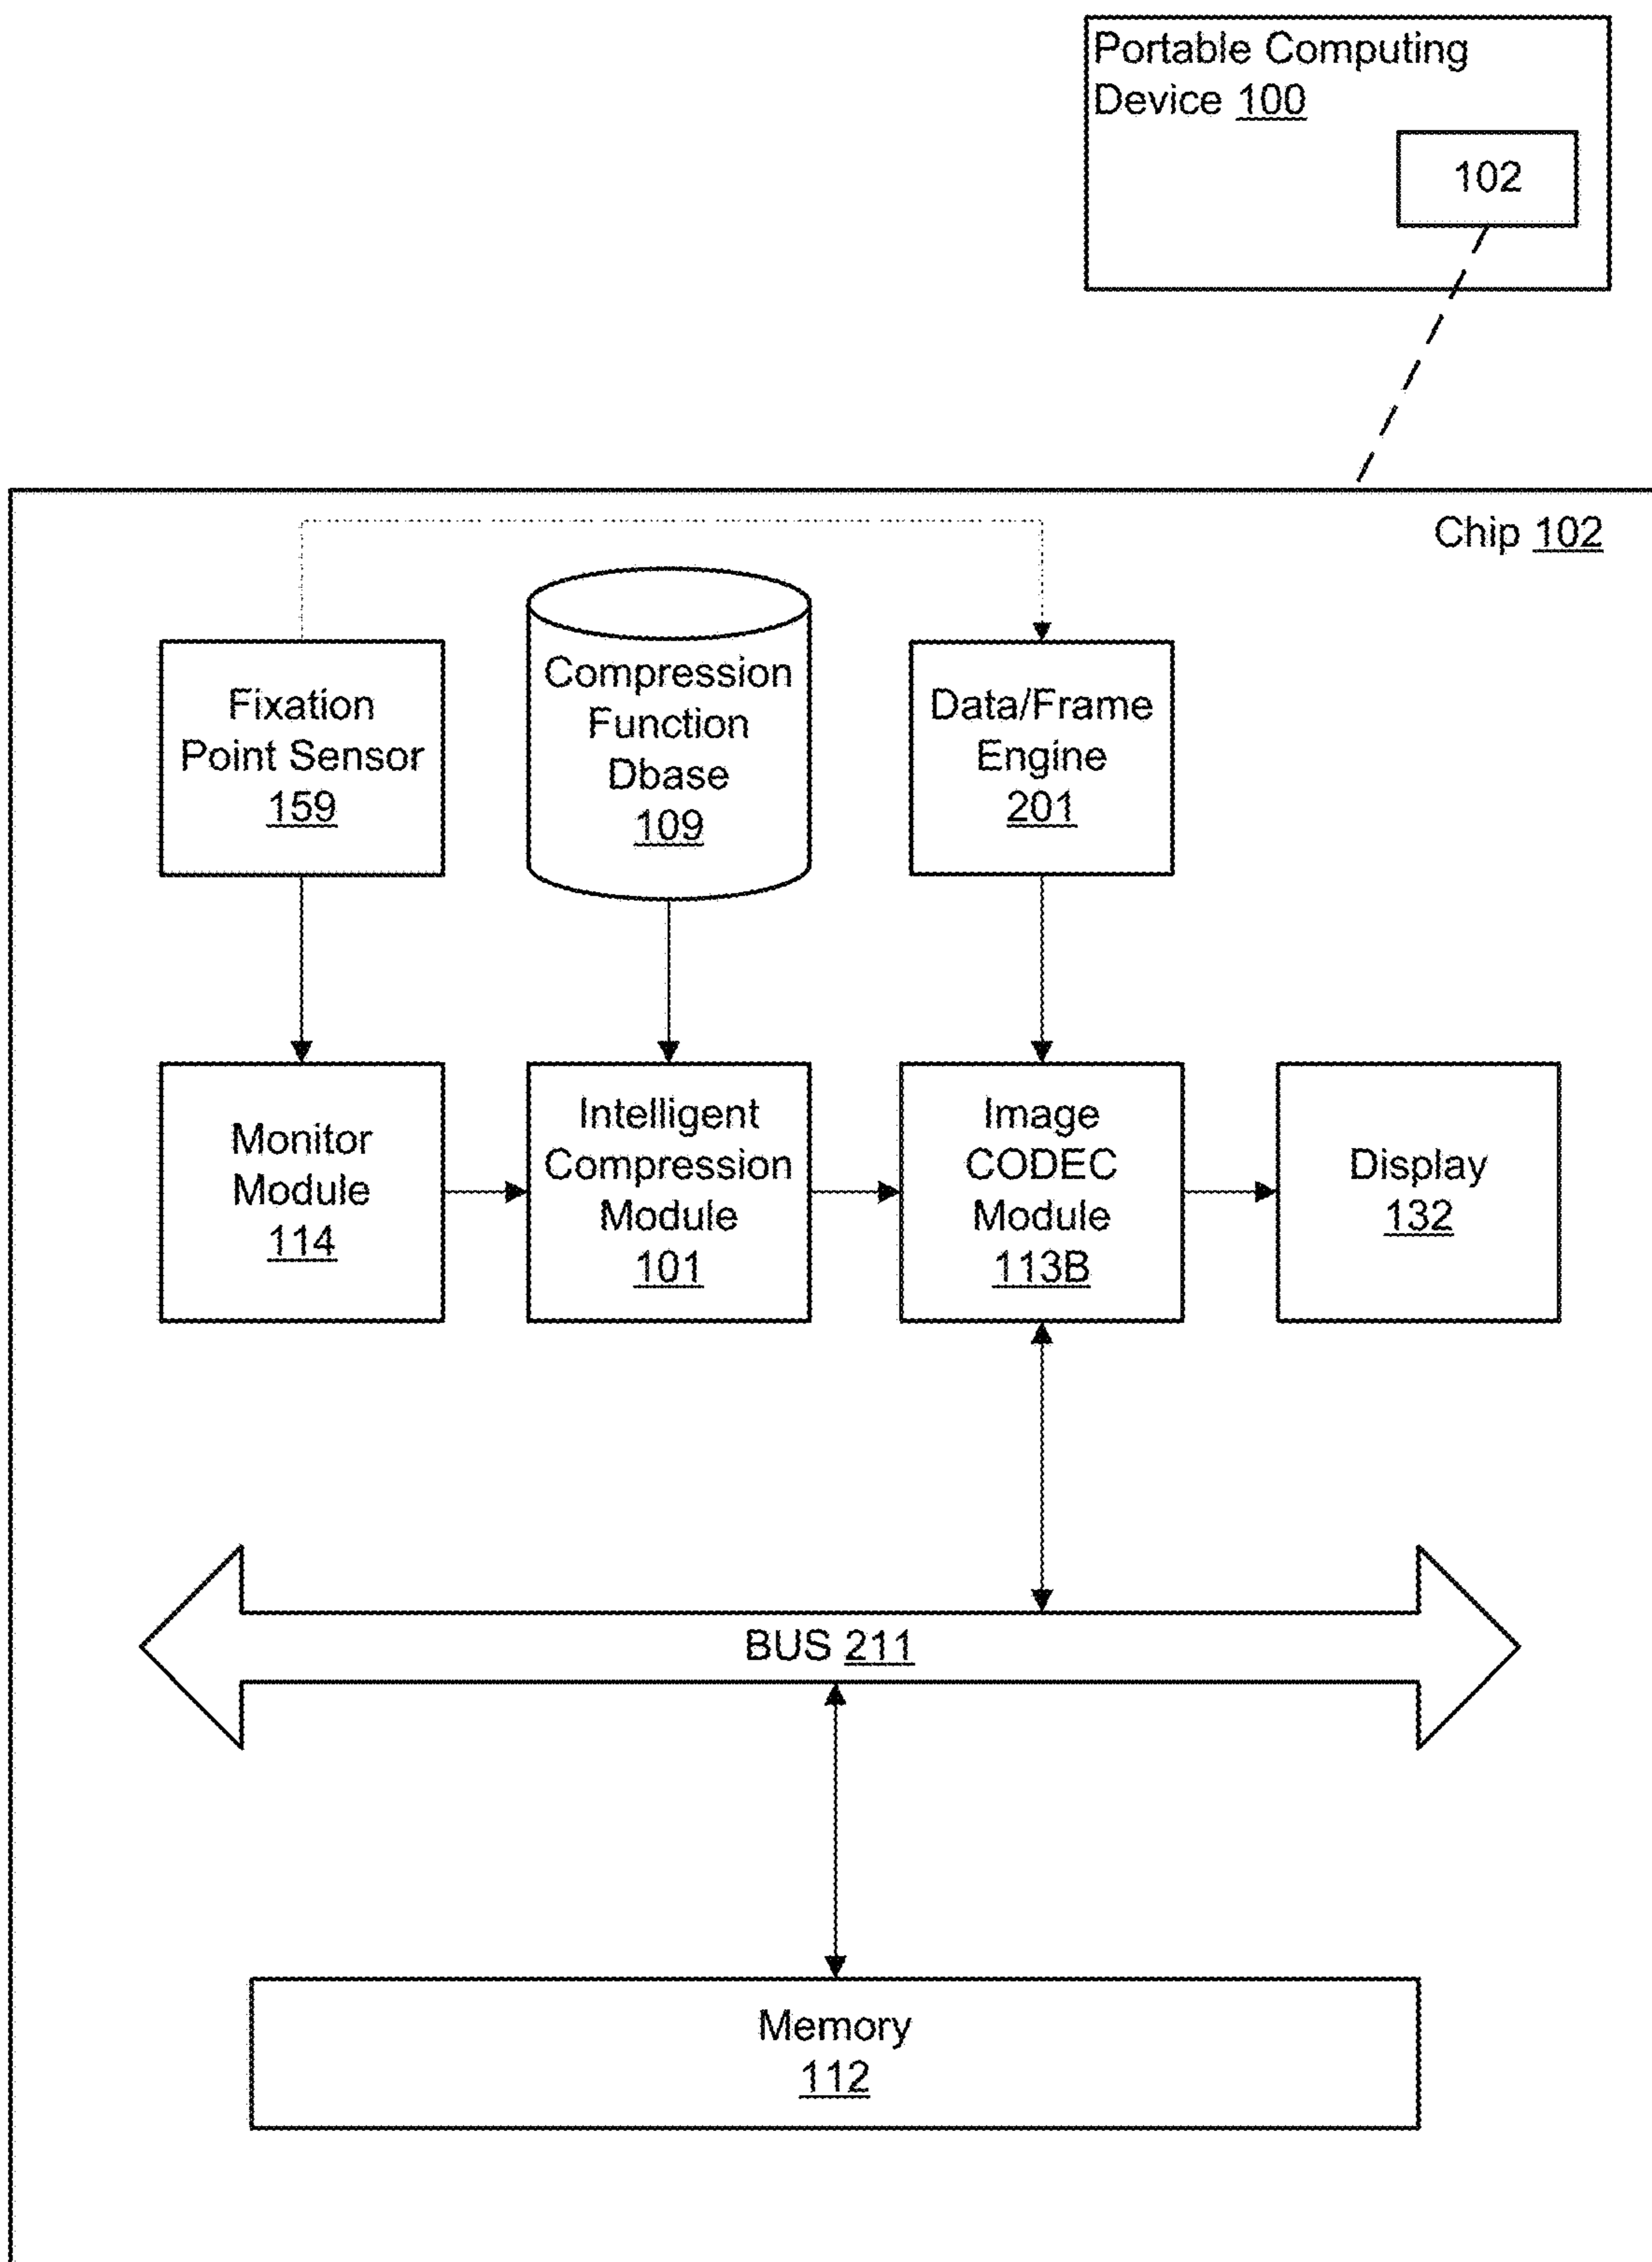 Portable Computing
Device 100
102
Chip 102
Fixation
Point Sensor
159
Compression
Function
Dbase
109
Data/Frame
Engine
201
Monitor
Module
114
Intelligent
Compression
Module
101
Image
CODEC
Module
113B
Display
132
BUS 211
Memory
112